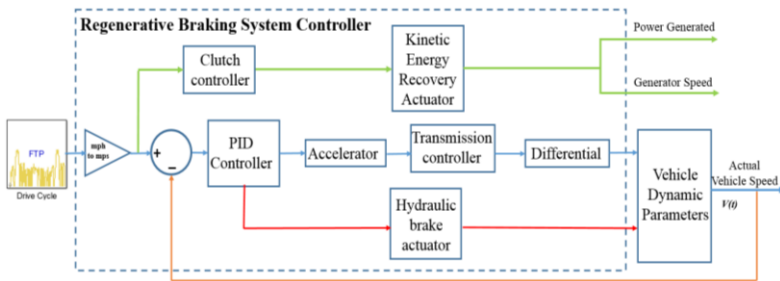 Regenerative Braking System Controller
Clutch
controller
Kinetic
Energy
Recovery
Actuator
Power Generated
Generator Speed
FTP
Drive Cycle
mph
to mps
+
−
PID
Controller
Accelerator
Transmission
controller
Differential
Hydraulic
brake
actuator
Vehicle
Dynamic
Parameters
Actual
Vehicle Speed
V(t)